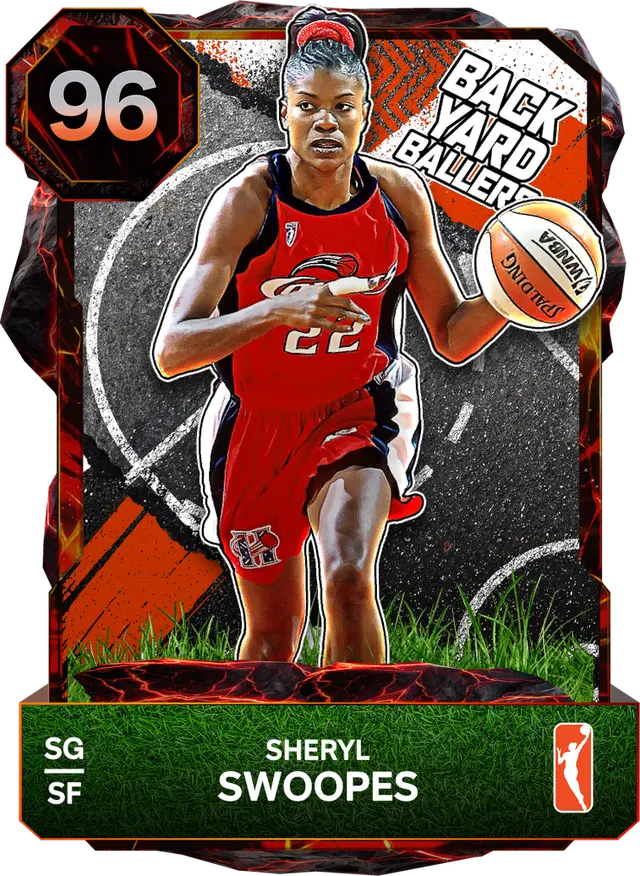 96
BACK
YARD
BALLERS
SPALDING
WNBA
22
SG
SF
SHERYL
SWOOPES